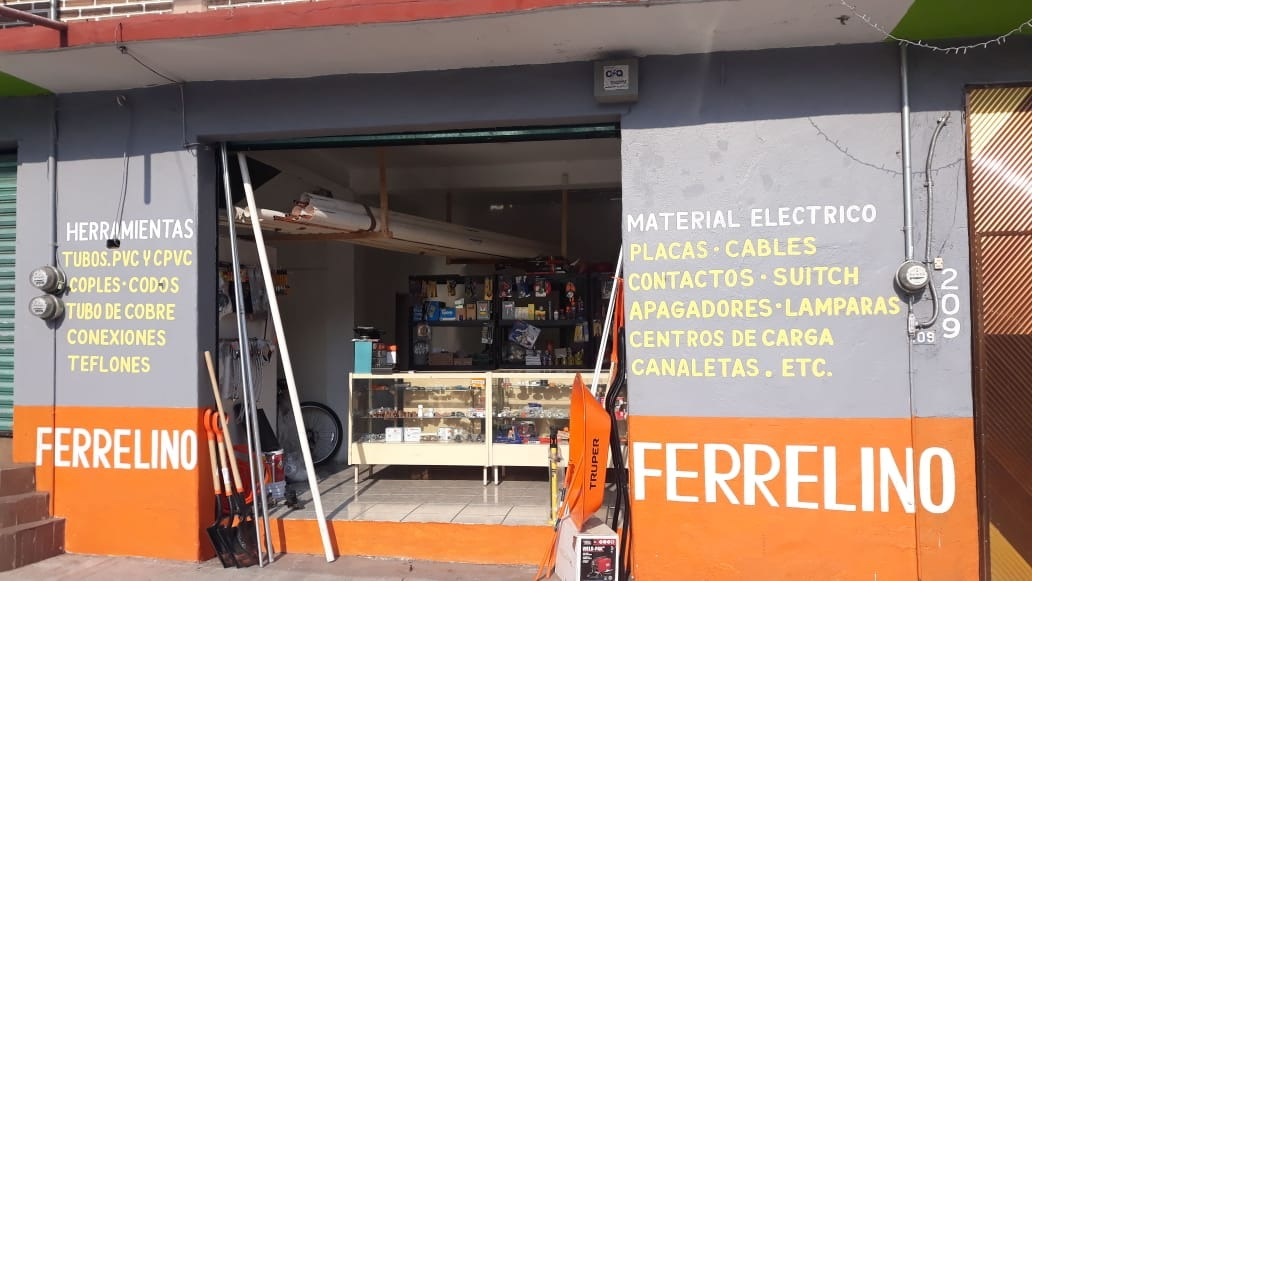 HERRAMIENTAS
TUBOS.PVC Y CPVC
COPLES·CODOS
TUBO DE COBRE
CONEXIONES
TEFLONES
FERRELINO
MATERIAL ELECTRICO
PLACAS·CABLES
CONTACTOS·SUITCH
APAGADORES·LAMPARAS
CENTROS DE CARGA
CANALETAS. ETC.
FERRELINO
209
09
TRUPER